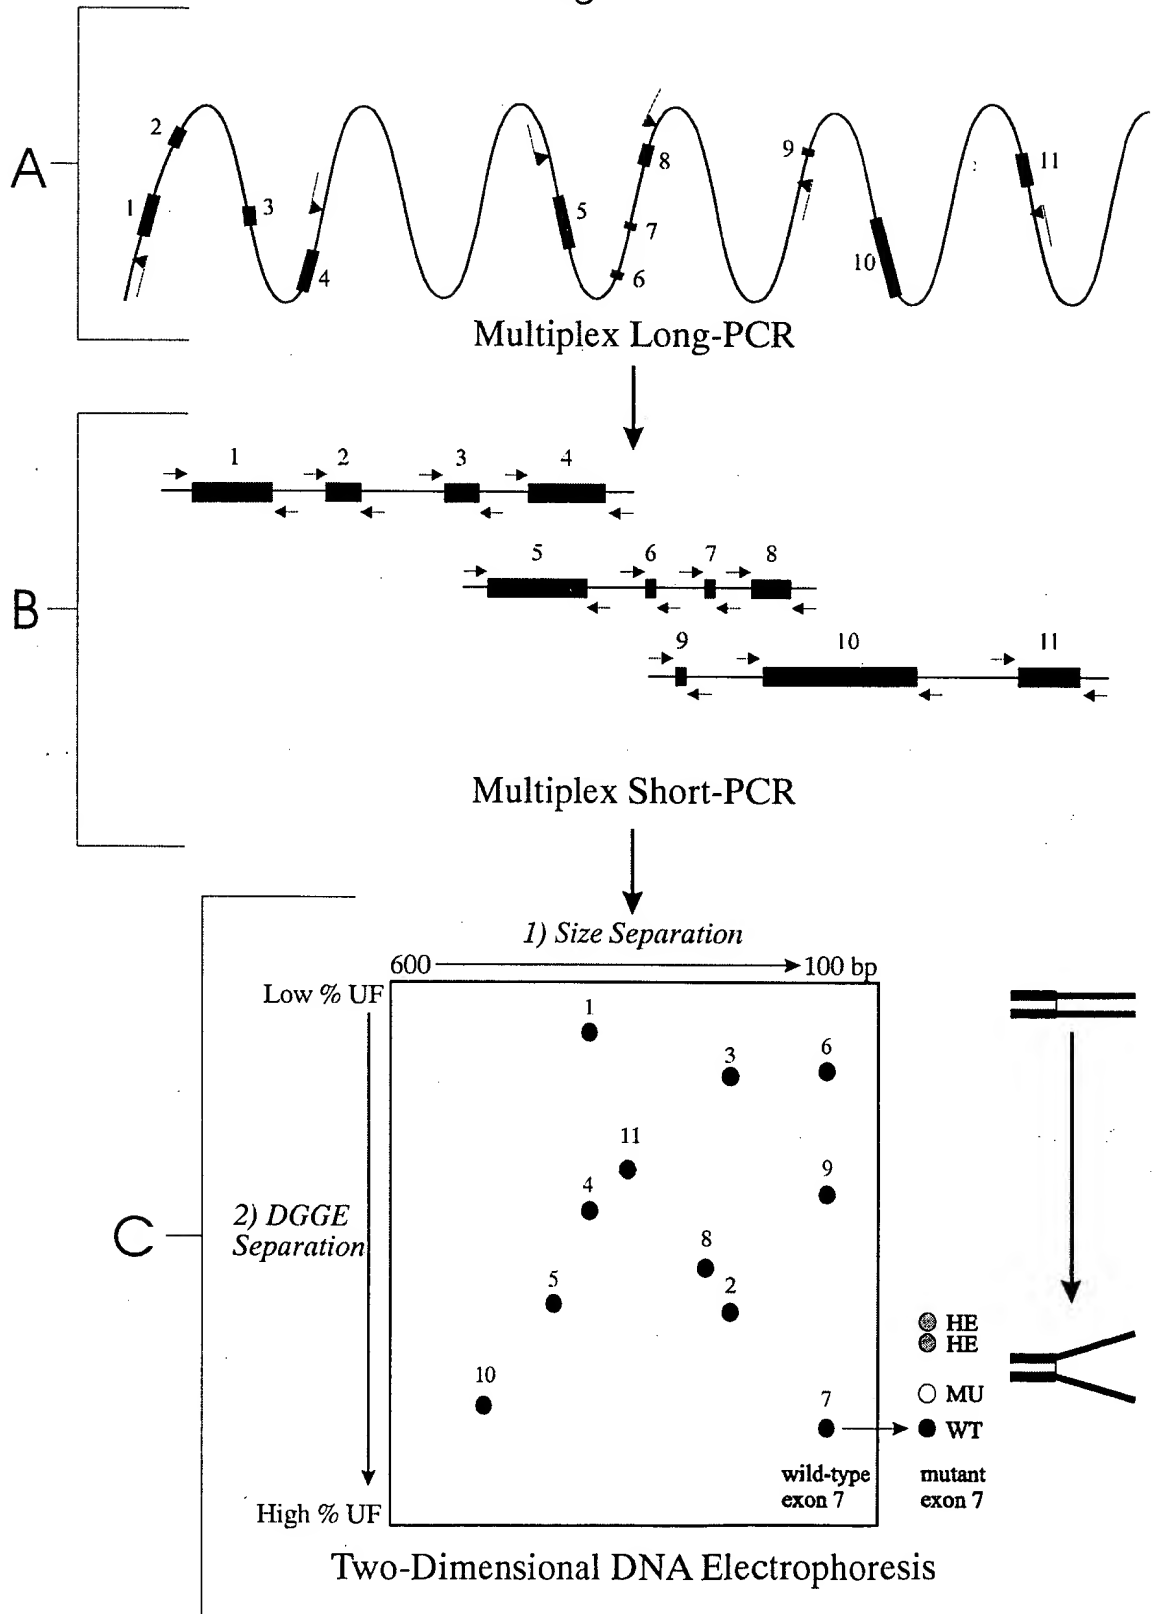 A
2
1
3
4
5
8
7
6
9
10
11
Multiplex Long-PCR
B
1 2 3 4
5 6 7 8
9 10 11
Multiplex Short-PCR
C
1) Size Separation
600 100 bp
Low % UF
1
3
6
11
4
9
2) DGGE
Separation
8
5
2
10
7
HE
HE
MU
WT
wild-type
exon 7
mutant
exon 7
High % UF
Two-Dimensional DNA Electrophoresis